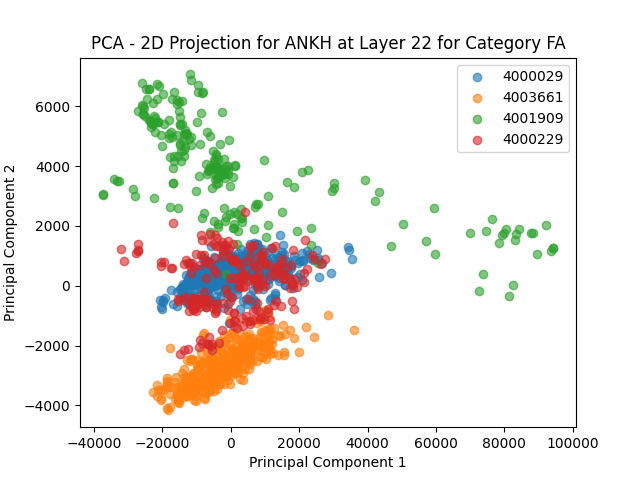 PCA - 2D Projection for ANKH at Layer 22 for Category FA
4000029
4003661
4001909
4000229
6000
4000
2000
0
−2000
−4000
Principal Component 2
−40000 −20000 0 20000 40000 60000 80000 100000
Principal Component 1